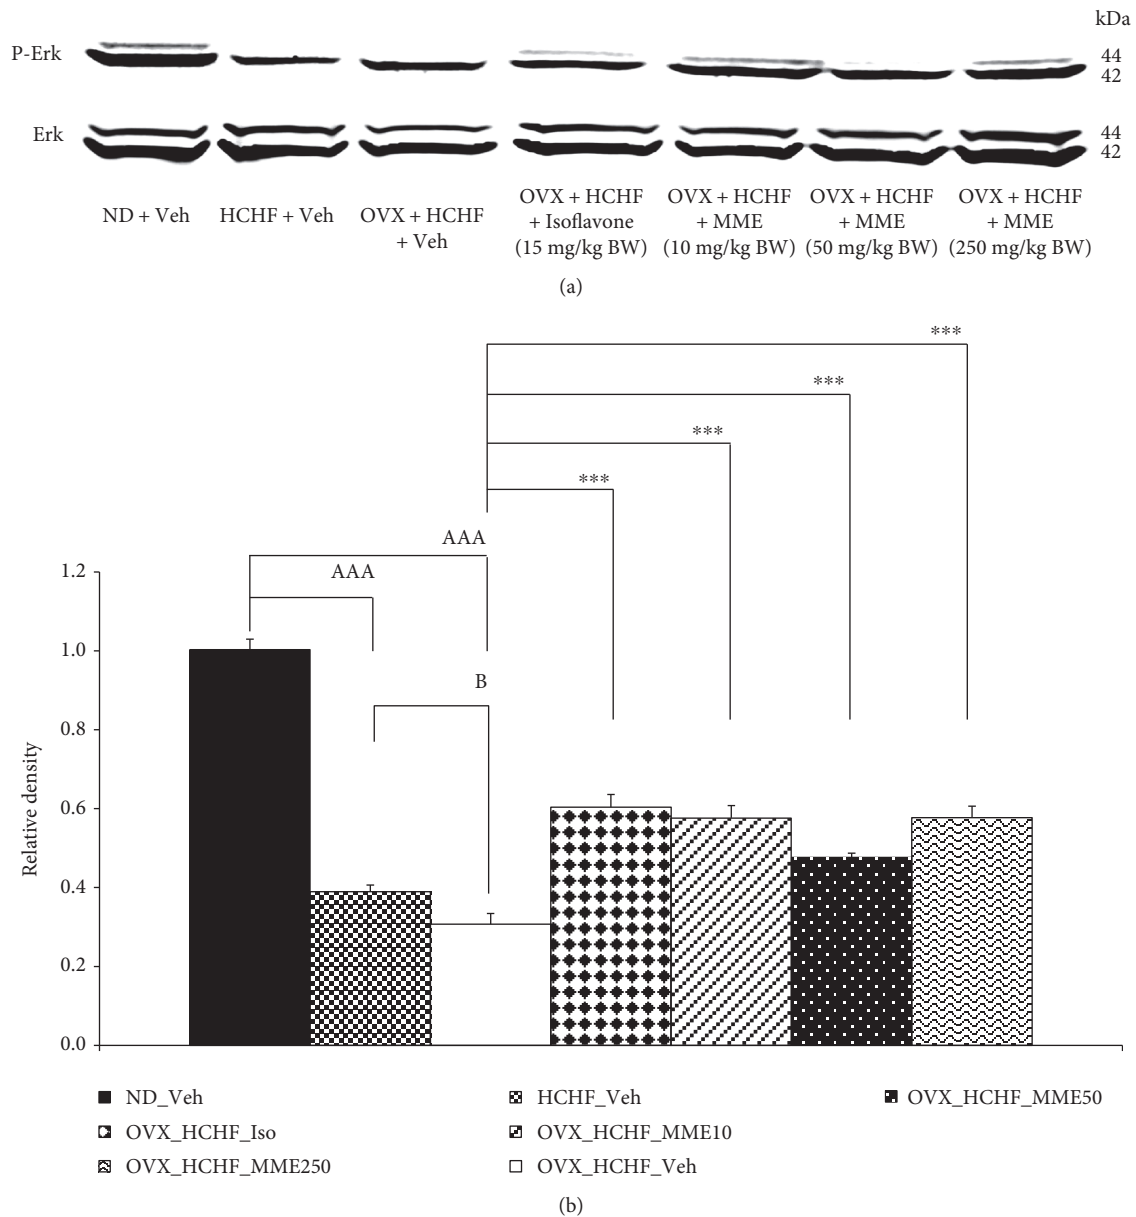 kDa
P-Erk
44
42
Erk
44
42
ND + Veh
HCHF + Veh
OVX + HCHF
+ Veh
OVX + HCHF
+ Isoflavone
(15 mg/kg BW)
OVX + HCHF
+ MME
(10 mg/kg BW)
OVX + HCHF
+ MME
(50 mg/kg BW)
OVX + HCHF
+ MME
(250 mg/kg BW)
(a)
***
***
***
***
AAA
AAA
B
1.2
1.0
0.8
0.6
0.4
0.2
0.0
Relative density
ND_Veh
HCHF_Veh
OVX_HCHF_MME50
OVX_HCHF_Iso
OVX_HCHF_MME10
OVX_HCHF_MME250
OVX_HCHF_Veh
(b)